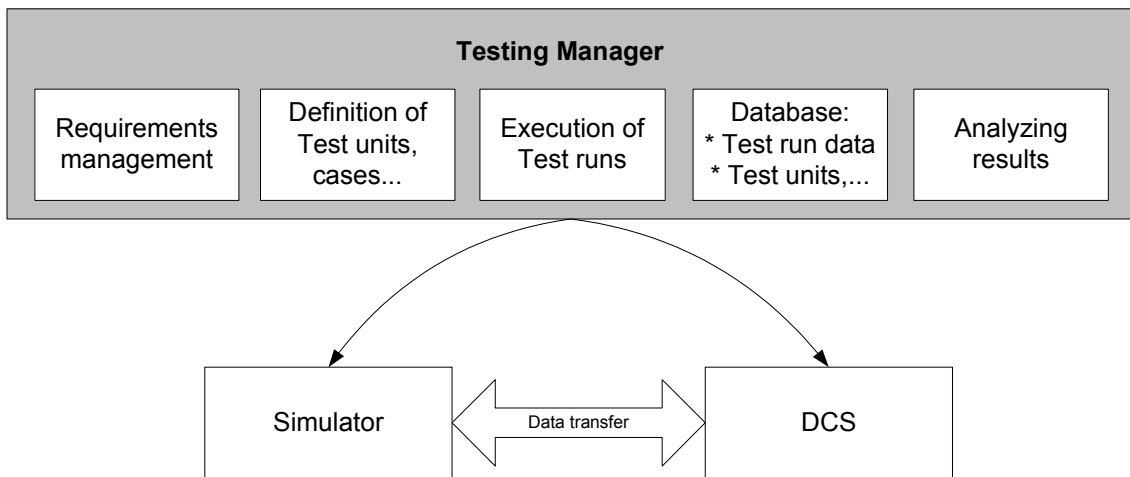 Testing Manager
Requirements
management
Definition of
Test units,
cases...
Execution of
Test runs
Database:
* Test run data
* Test units,...
Analyzing
results
Simulator
Data transfer
DCS